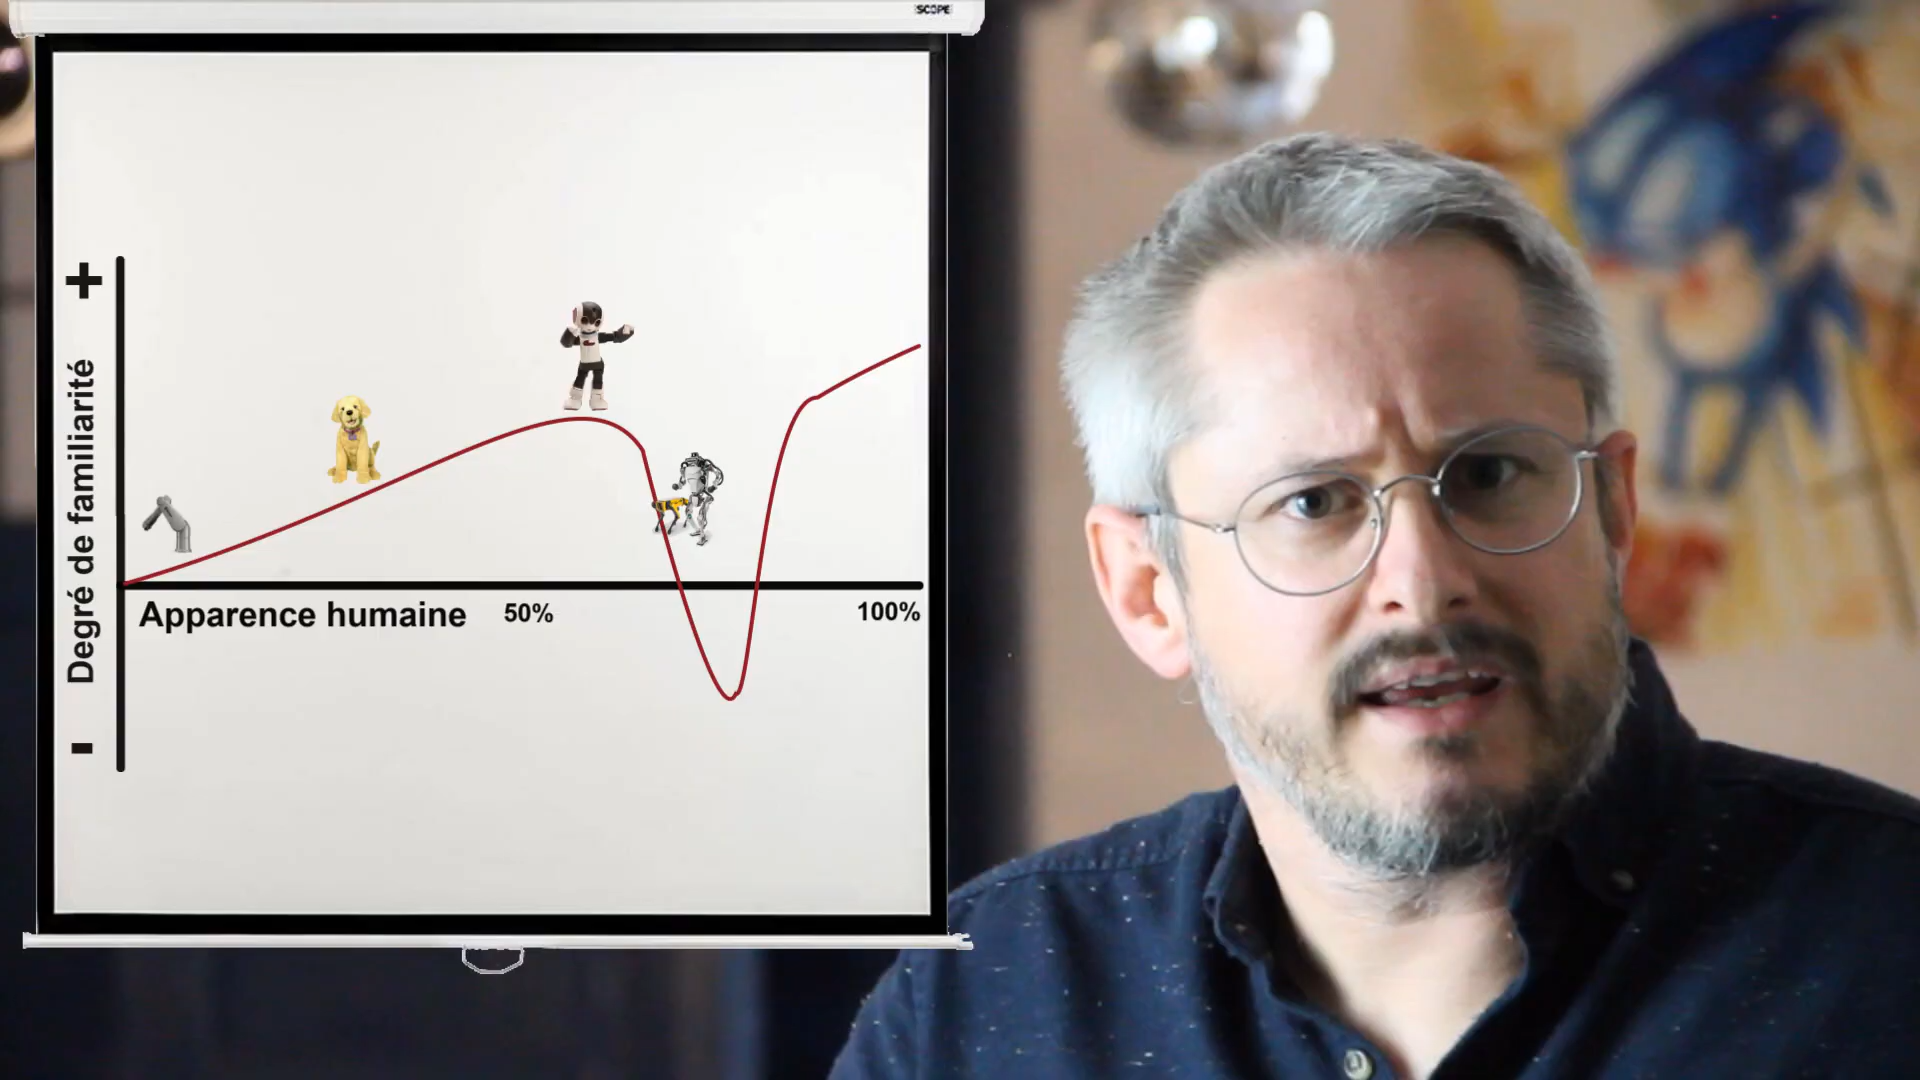 SCOPE
+
Degré de familiarité
-
Apparence humaine
50%
100%